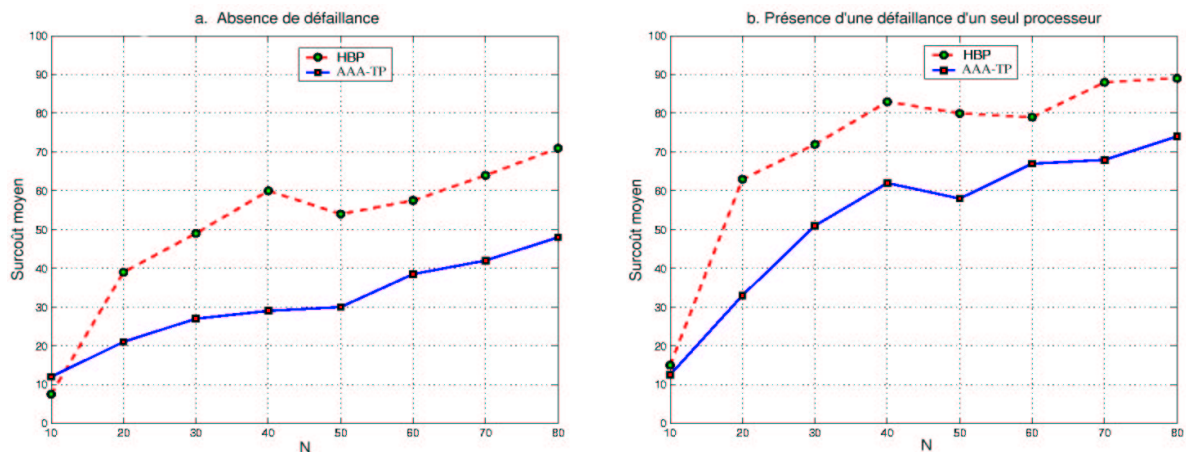 a. Absence de défaillance
100
90
80
70
60
50
40
30
20
10
0
Surcoût moyen
HBP
AAA-TP
10 20 30 40 50 60 70 80
N
b. Présence d'une défaillance d'un seul processeur
100
90
80
70
60
50
40
30
20
10
0
Surcoût moyen
HBP
AAA-TP
10 20 30 40 50 60 70 80
N